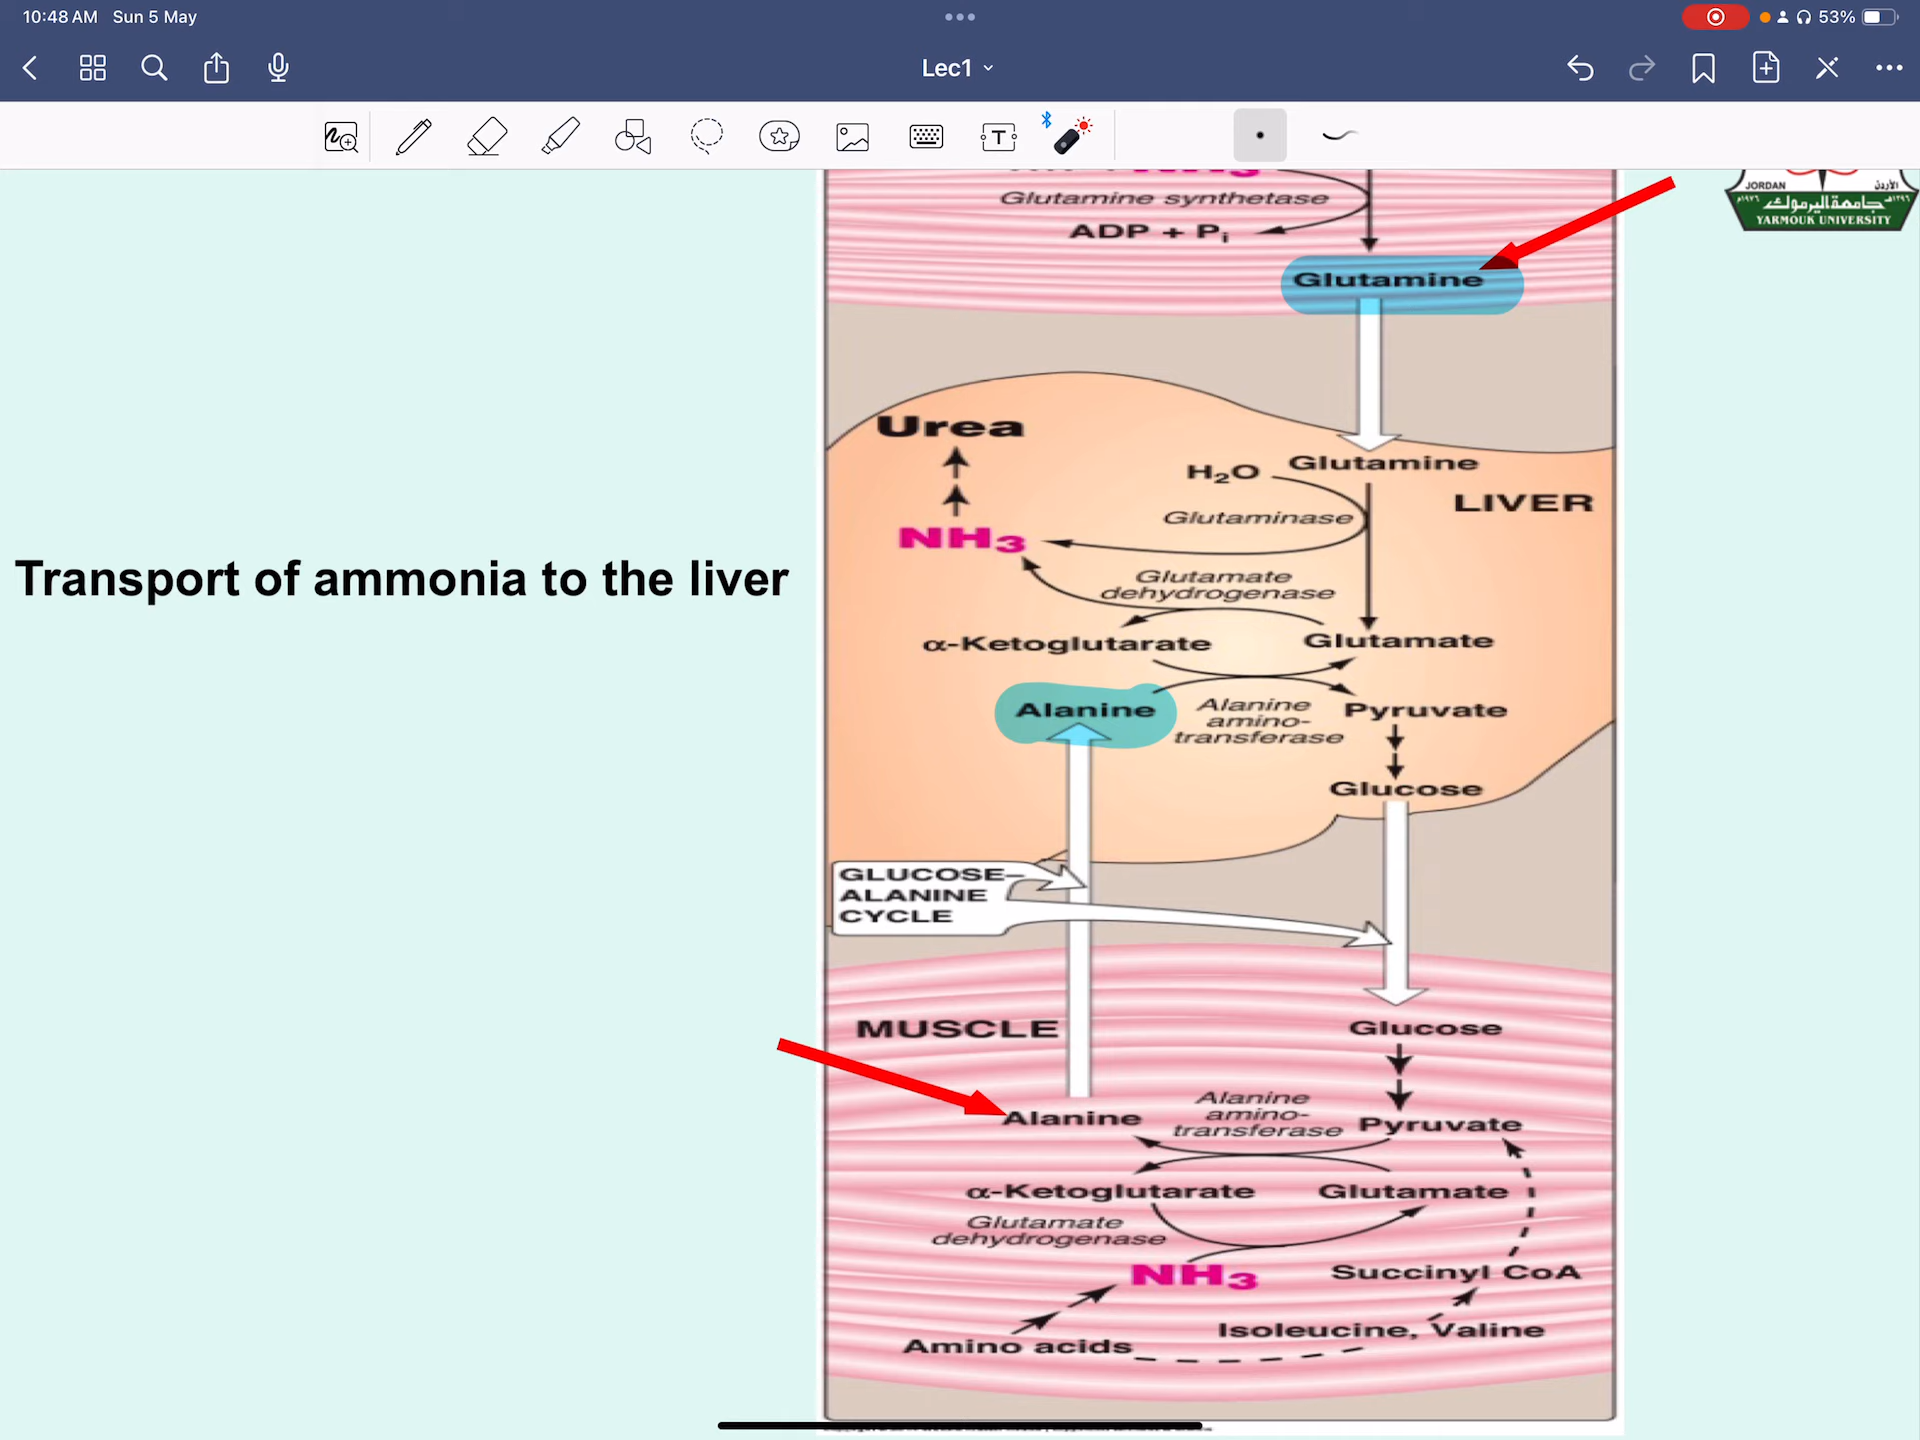 10:48 AM Sun 5 May
53%
Lec1
T
JORDAN الأردن
جامعة اليرموك
YARMOUK UNIVERSITY
Glutamine synthetase
ADP + Pi
Glutamine
Urea
H2O Glutamine
LIVER
Glutaminase
NH3
Glutamate
dehydrogenase
Transport of ammonia to the liver
α-Ketoglutarate Glutamate
Alanine
Alanine
amino-
transferase
Pyruvate
Glucose
GLUCOSE–
ALANINE
CYCLE
MUSCLE
Glucose
Alanine
Alanine
amino-
transferase
Pyruvate
α-Ketoglutarate Glutamate
Glutamate
dehydrogenase
NH3
Succinyl CoA
Isoleucine, Valine
Amino acids